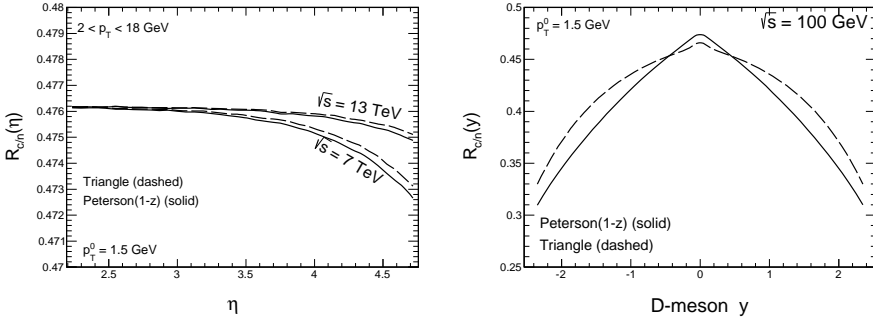 0.48
0.479
0.478
0.477
0.476
0.475
0.474
0.473
0.472
0.471
0.47
R_{c/n}(η)
2 < p_T < 18 GeV
√s = 13 TeV
√s = 7 TeV
Triangle (dashed)
Peterson(1-z) (solid)
p_T^0 = 1.5 GeV
2.5 3 3.5 4 4.5
η
0.5
0.45
0.4
0.35
0.3
0.25
R_{c/n}(y)
p_T^0 = 1.5 GeV
√s = 100 GeV
Peterson(1-z) (solid)
Triangle (dashed)
-2 -1 0 1 2
D-meson y